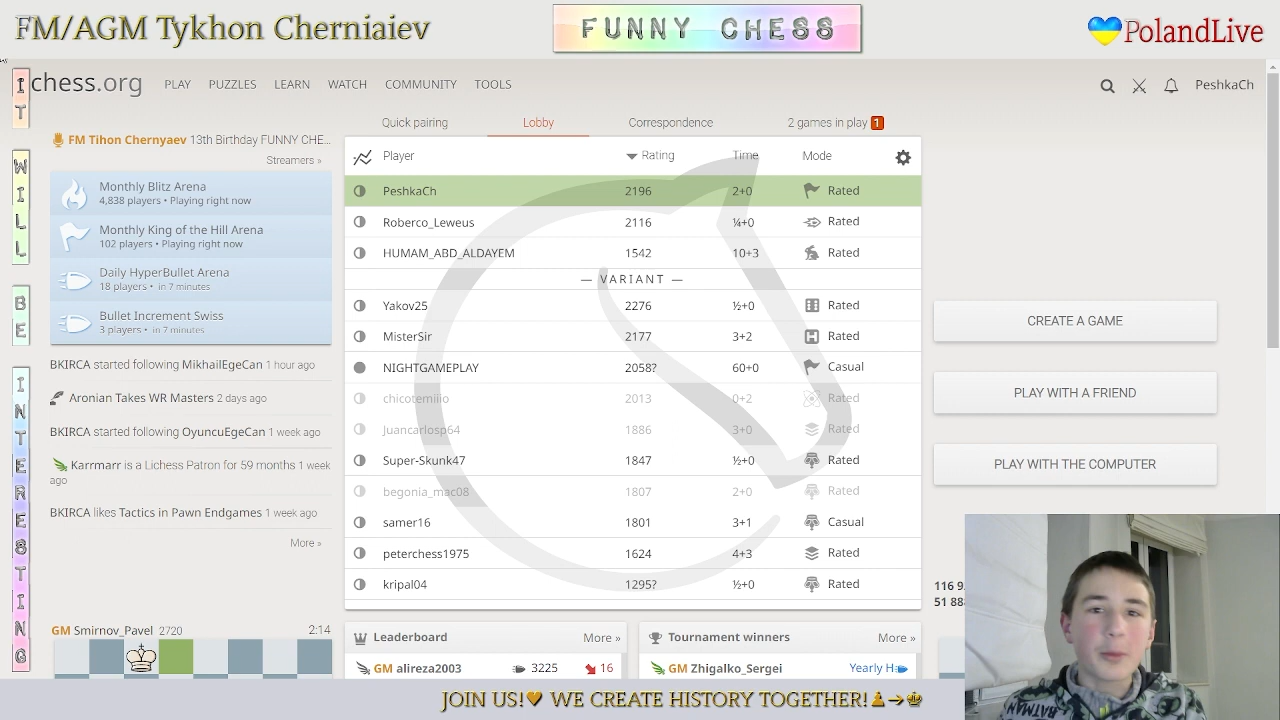 FM/AGM Tykhon Cherniaiev
FUNNY CHESS
PolandLive
IT
WILL
BE
INTERESTING
chess.org
PLAY
PUZZLES
LEARN
WATCH
COMMUNITY
TOOLS
PeshkaCh
FM Tihon Chernyaev 13th Birthday FUNNY CHE...
Streamers »
Monthly Blitz Arena
4,838 players • Playing right now
Monthly King of the Hill Arena
102 players • Playing right now
Daily HyperBullet Arena
18 players • in 7 minutes
Bullet Increment Swiss
3 players • in 7 minutes
BKIRCA started following MikhailEgeCan 1 hour ago
Aronian Takes WR Masters 2 days ago
BKIRCA started following OyuncuEgeCan 1 week ago
Karrmarr is a Lichess Patron for 59 months 1 week
ago
BKIRCA likes Tactics in Pawn Endgames 1 week ago
More »
GM Smirnov_Pavel 2720 2:14
Quick pairing
Lobby
Correspondence
2 games in play 1
Player Rating Time Mode
PeshkaCh 2196 2+0 Rated
Roberco_Leweus 2116 ¼+0 Rated
HUMAM_ABD_ALDAYEM 1542 10+3 Rated
— VARIANT —
Yakov25 2276 ½+0 Rated
MisterSir 2177 3+2 Rated
NIGHTGAMEPLAY 2058? 60+0 Casual
chicotemiiio 2013 0+2 Rated
Juancarlosp64 1886 3+0 Rated
Super-Skunk47 1847 ½+0 Rated
begonia_mac08 1807 2+0 Rated
samer16 1801 3+1 Casual
peterchess1975 1624 4+3 Rated
kripal04 1295? ½+0 Rated
Leaderboard More »
GM alireza2003 3225 16
Tournament winners More »
GM Zhigalko_Sergei Yearly H
CREATE A GAME
PLAY WITH A FRIEND
PLAY WITH THE COMPUTER
116 9
51 88
BATMAN
JOIN US!🧡 WE CREATE HISTORY TOGETHER!♟→♚